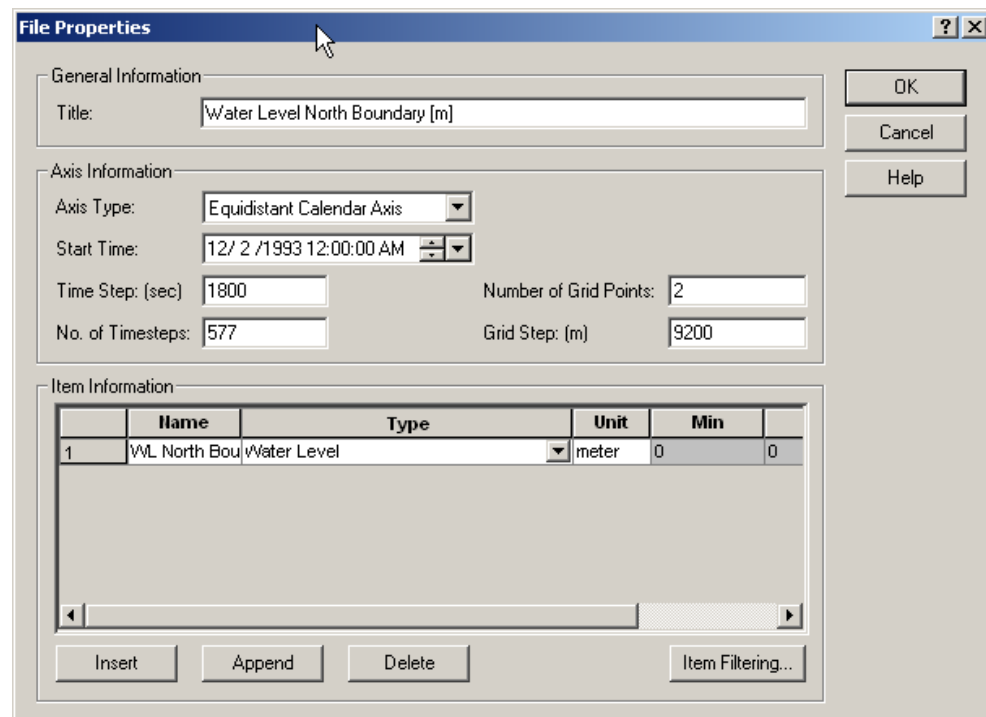 File Properties
General Information
Title: Water Level North Boundary [m]
OK
Cancel
Help
Axis Information
Axis Type: Equidistant Calendar Axis
Start Time: 12/ 2 /1993 12:00:00 AM
Time Step: (sec) 1800 Number of Grid Points: 2
No. of Timesteps: 577 Grid Step: (m) 9200
Item Information
Name Type Unit Min
1 WL North Bou Water Level meter 0 0
Insert Append Delete Item Filtering...